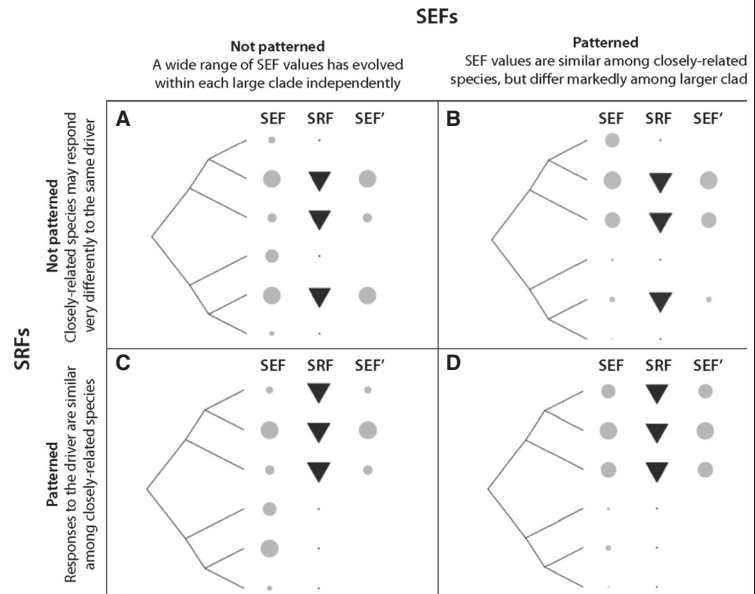 SEFs
Not patterned
A wide range of SEF values has evolved
within each large clade independently
Patterned
SEF values are similar among closely-related
species, but differ markedly among larger clad
SRFs
Not patterned
Closely-related species may respond
very differently to the same driver
A
SEF SRF SEF’
B
SEF SRF SEF’
Patterned
Responses to the driver are similar
among closely-related species
C
SEF SRF SEF’
D
SEF SRF SEF’